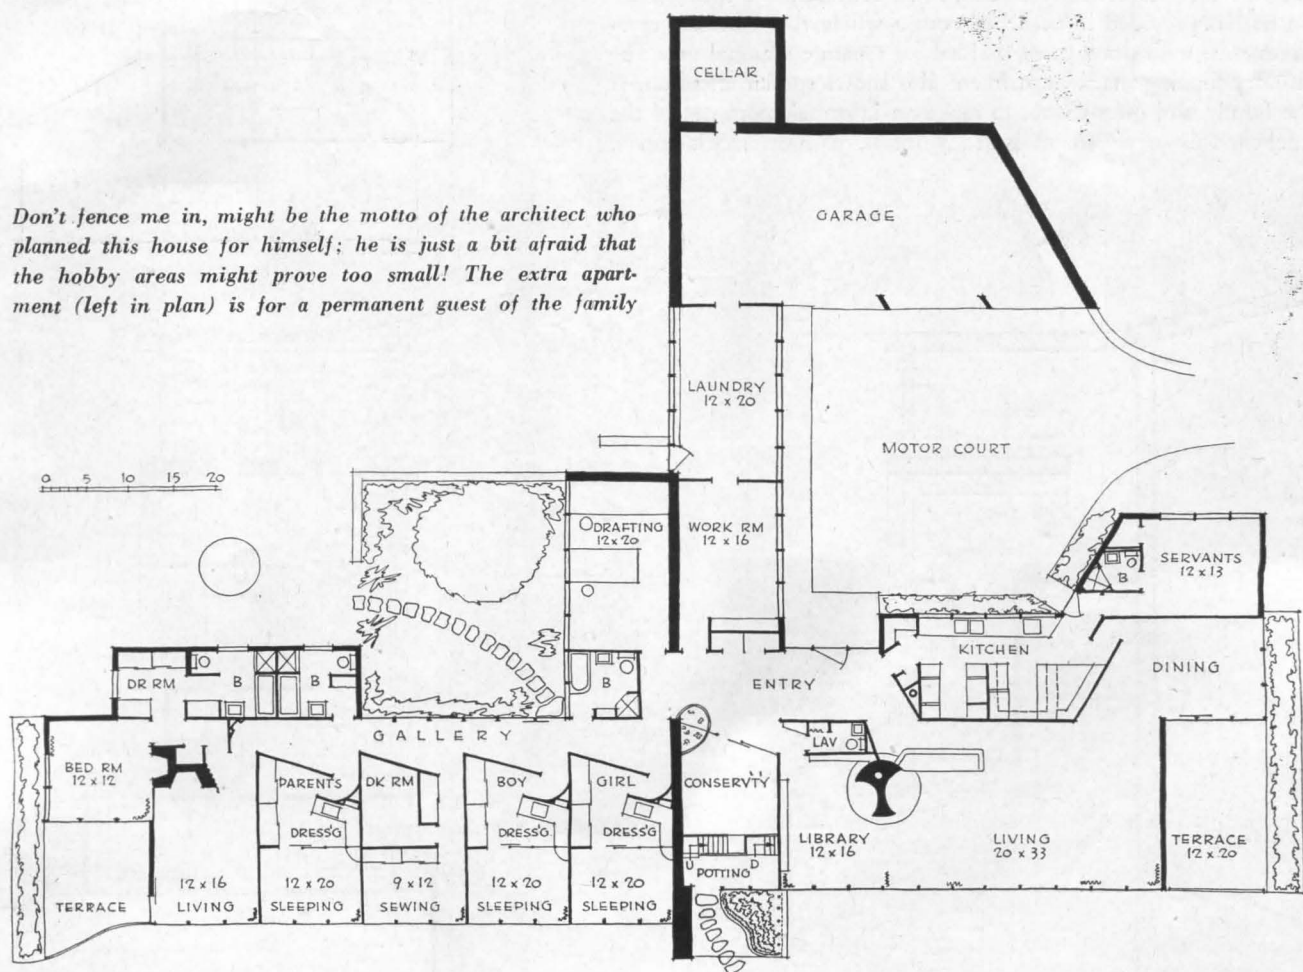 CELLAR
GARAGE
Don't fence me in, might be the motto of the architect who
planned this house for himself; he is just a bit afraid that
the hobby areas might prove too small! The extra apart-
ment (left in plan) is for a permanent guest of the family
LAUNDRY
12 x 20
MOTOR COURT
0 5 10 15 20
DRAFTING
12 x 20
WORK RM
12 x 16
SERVANTS
12 x 13
B
KITCHEN
DINING
DR RM
B
B
B
ENTRY
GALLERY
LAV
BED RM
12 x 12
PARENTS
DK RM
BOY
GIRL
CONSERV'TY
DRESS'G
DRESS'G
DRESS'G
LIBRARY
12 x 16
LIVING
20 x 33
TERRACE
12 x 20
U
D
POTTING
12 x 16
LIVING
12 x 20
SLEEPING
9 x 12
SEWING
12 x 20
SLEEPING
12 x 20
SLEEPING
TERRACE